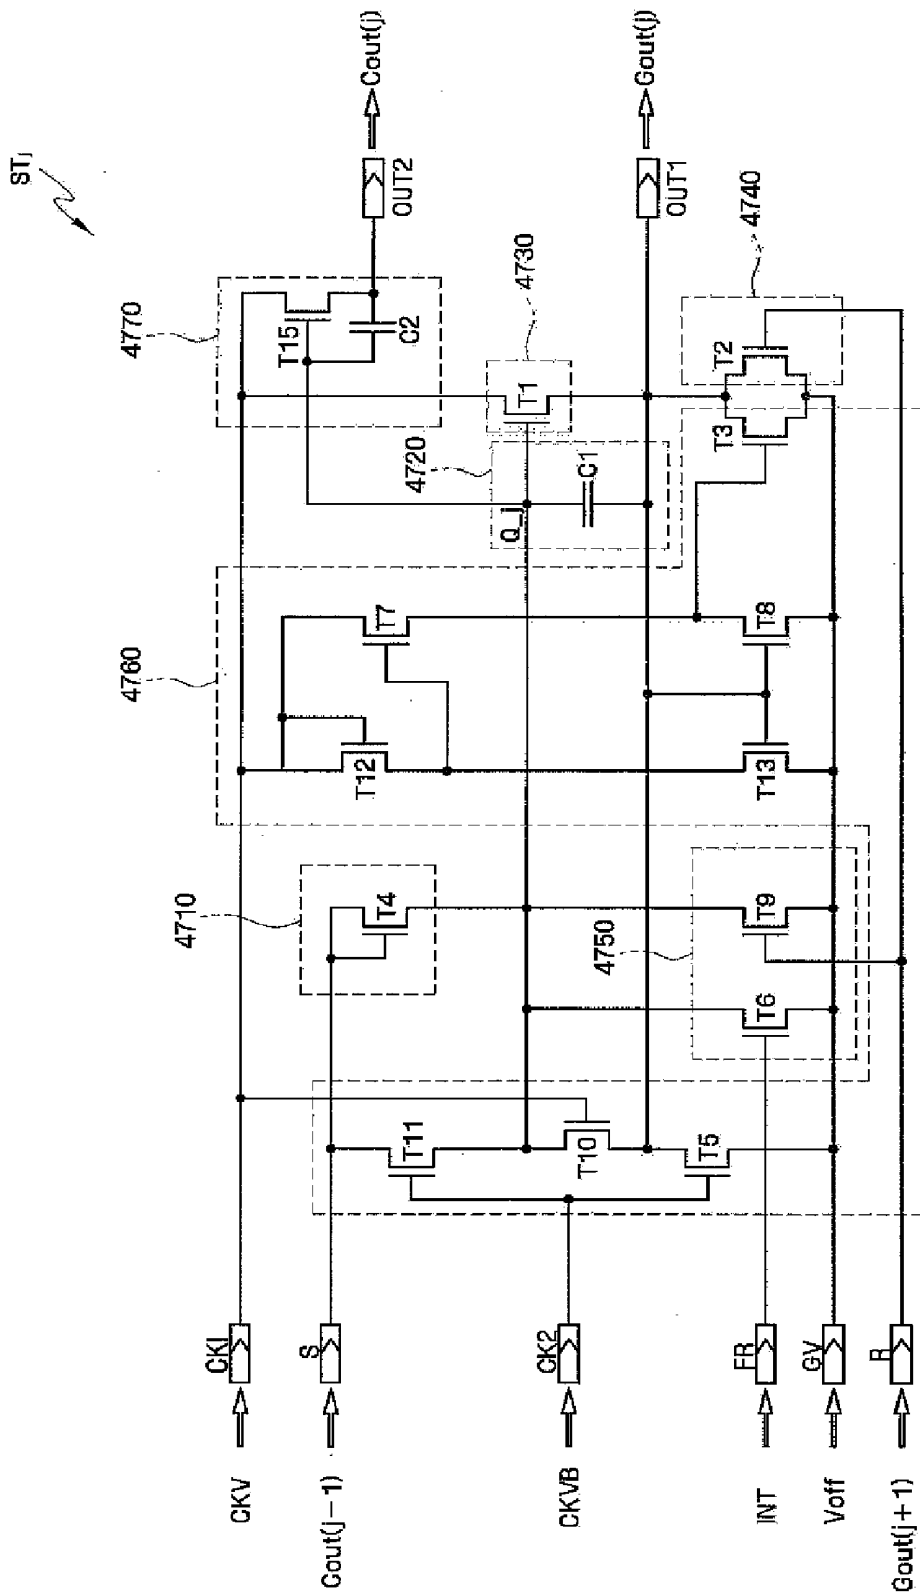 STj
4770
4760
4710
CKV
CK1
T15
Cout(j−1)
S
T12
T7
Cout(j)
OUT2
C2
T4
T11
4720
4730
Q_j
T1
CKVB
CK2
T10
C1
4750
OUT1
Gout(j)
T5
T3
T2
4740
INT
FR
T6
T9
T13
T8
Voff
GV
Gout(j+1)
R